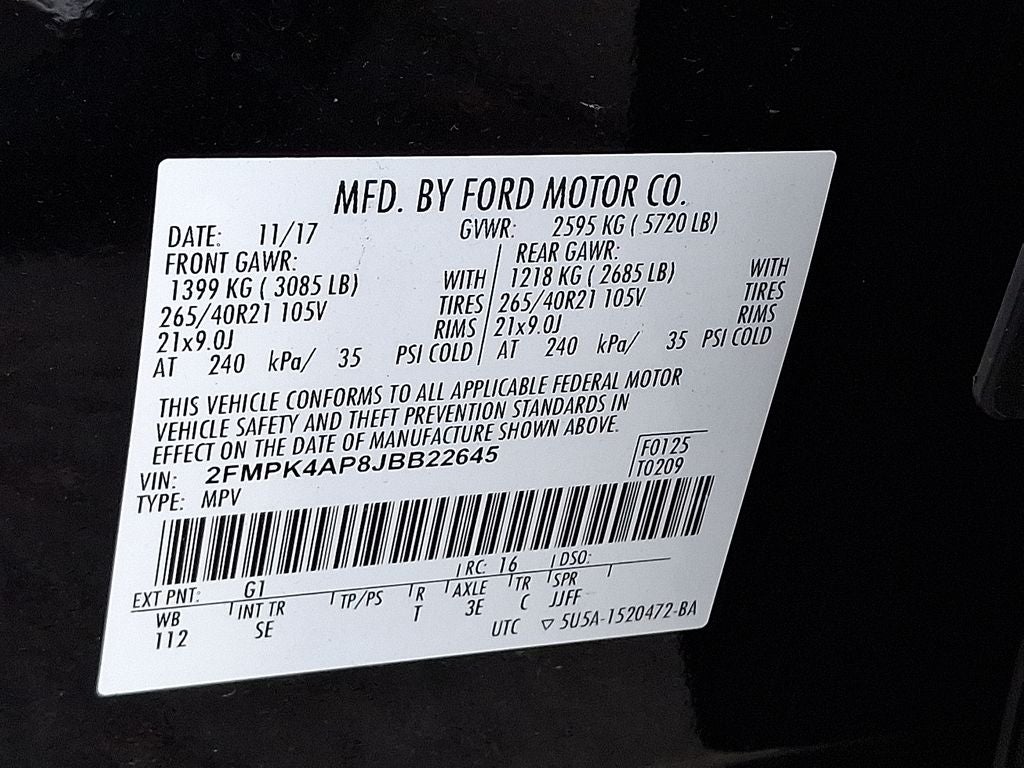 MFD. BY FORD MOTOR CO.
DATE: 11/17 GVWR: 2595 KG ( 5720 LB)
FRONT GAWR: REAR GAWR:
1399 KG ( 3085 LB) WITH 1218 KG ( 2685 LB) WITH
265/40R21 105V TIRES 265/40R21 105V TIRES
21x9.0J RIMS 21x9.0J RIMS
AT 240 kPa/ 35 PSI COLD AT 240 kPa/ 35 PSI COLD
THIS VEHICLE CONFORMS TO ALL APPLICABLE FEDERAL MOTOR
VEHICLE SAFETY AND THEFT PREVENTION STANDARDS IN
EFFECT ON THE DATE OF MANUFACTURE SHOWN ABOVE.
VIN: 2FMPK4AP8JBB22645 F0125
TYPE: MPV T0209
EXT PNT: G1 RC: 16 DSO:
WB INT TR TP/PS R AXLE TR SPR
112 SE T 3E C JJFF
UTC ▽ 5U5A-1520472-BA